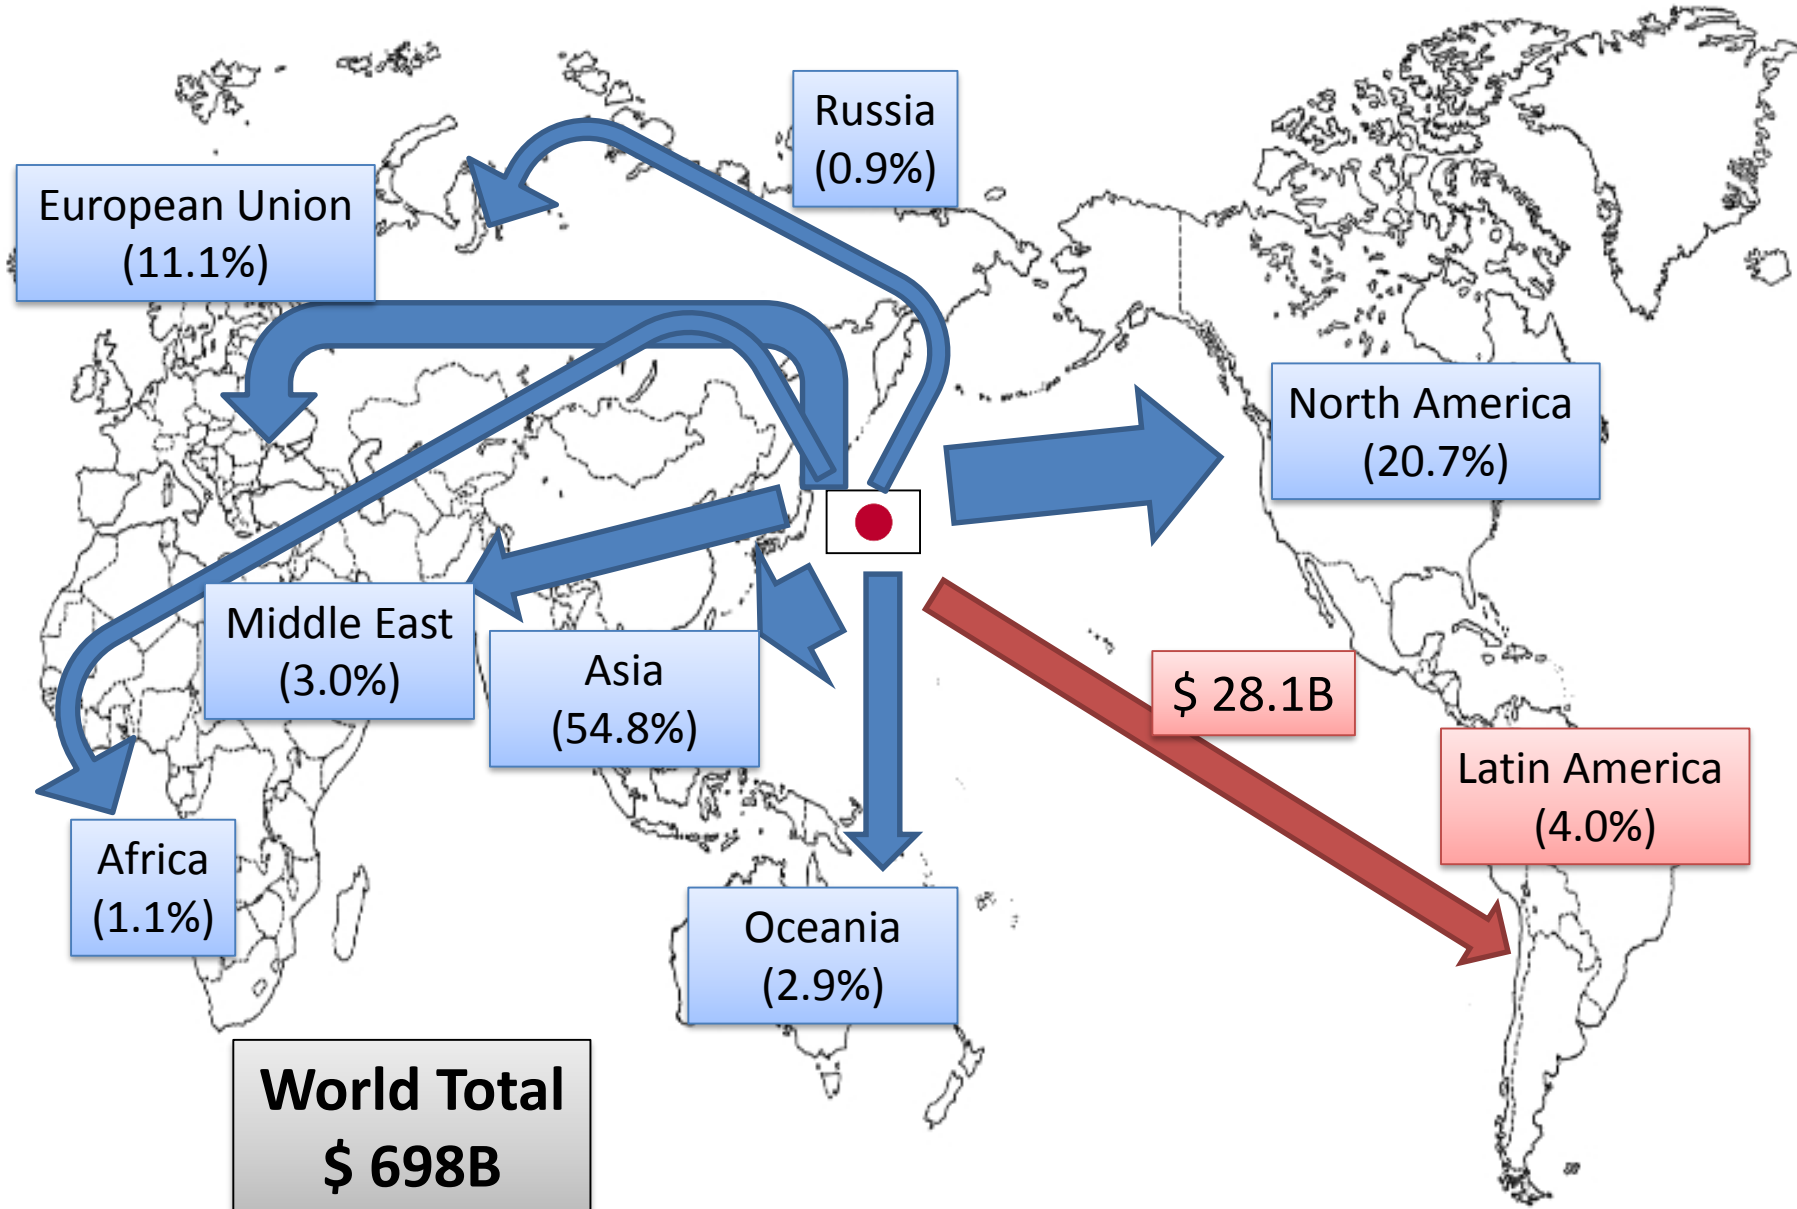 Russia
(0.9%)
European Union
(11.1%)
North America
(20.7%)
Middle East
(3.0%)
Asia
(54.8%)
$ 28.1B
Latin America
(4.0%)
Africa
(1.1%)
Oceania
(2.9%)
World Total
$ 698B